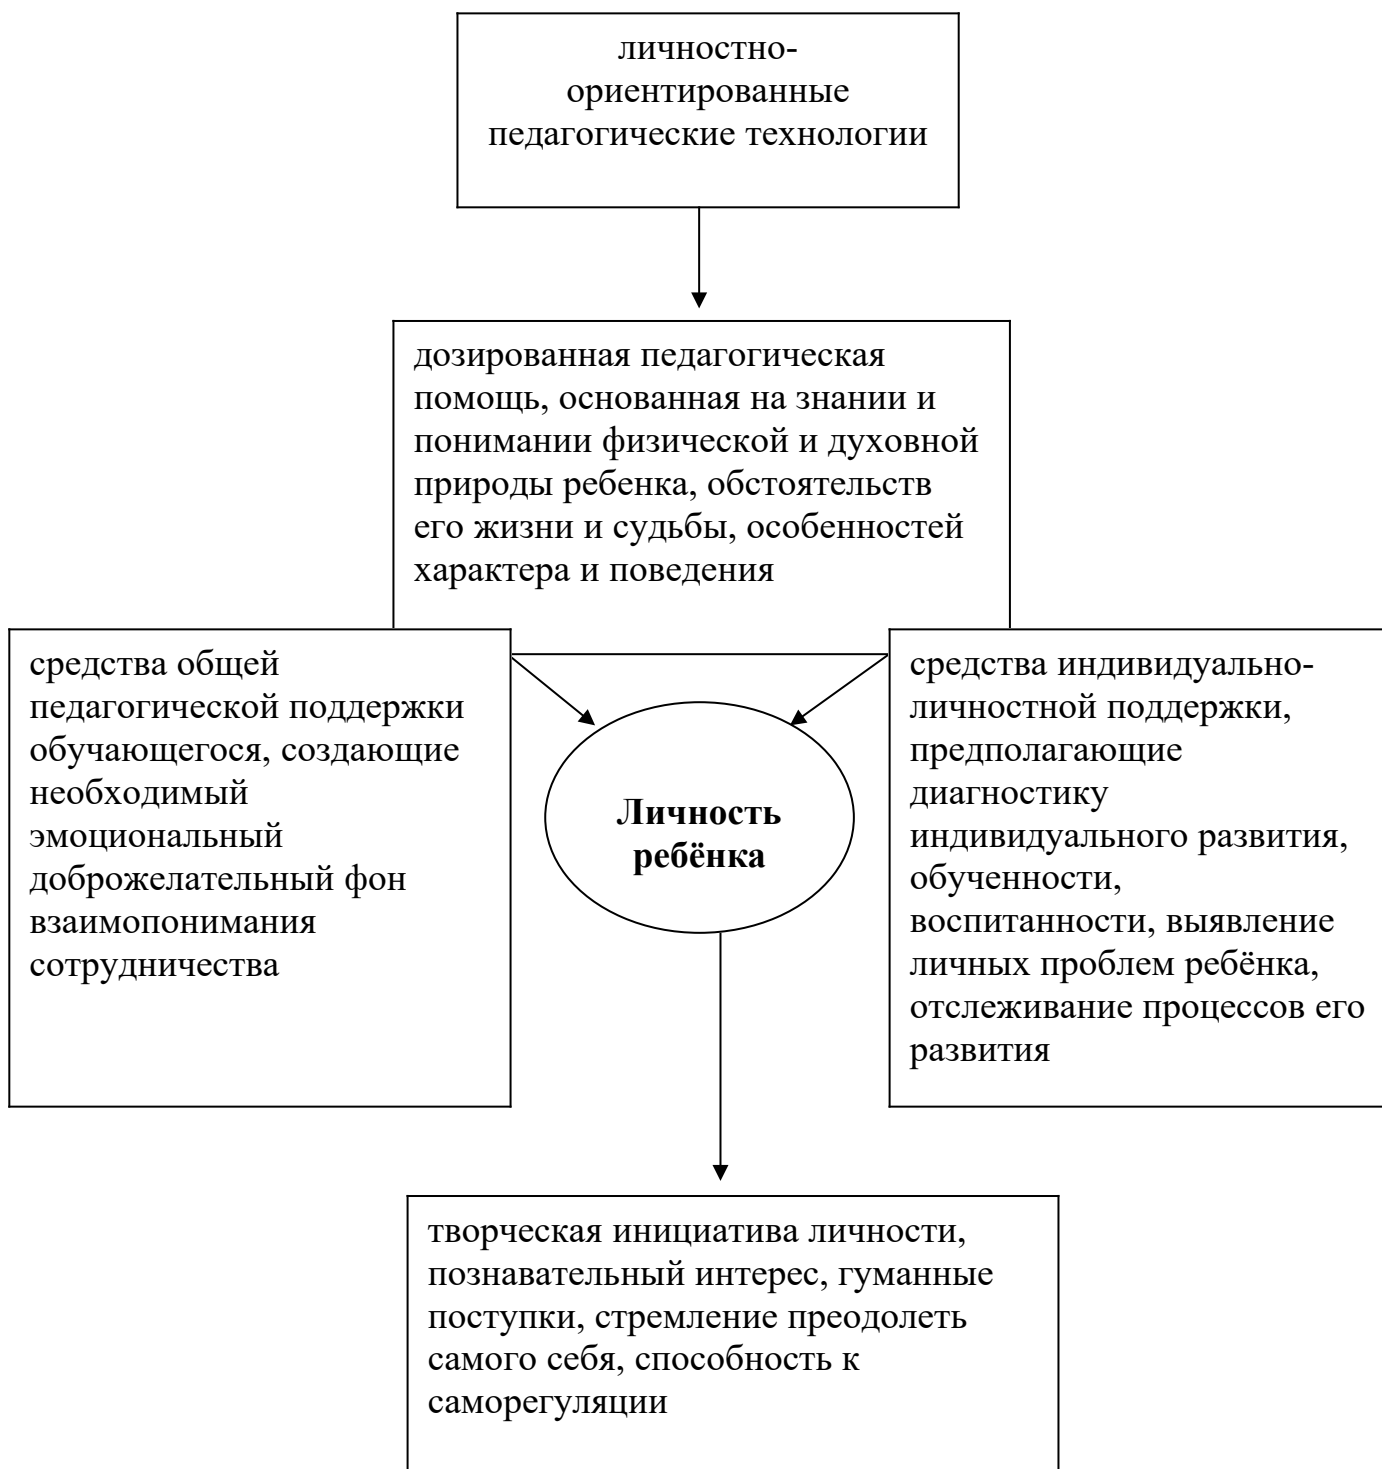 личностно-
ориентированные
педагогические технологии
дозированная педагогическая
помощь, основанная на знании и
понимании физической и духовной
природы ребенка, обстоятельств
его жизни и судьбы, особенностей
характера и поведения
средства общей
педагогической поддержки
обучающегося, создающие
необходимый
эмоциональный
доброжелательный фон
взаимопонимания
сотрудничества
Личность
ребёнка
средства индивидуально-
личностной поддержки,
предполагающие
диагностику
индивидуального развития,
обученности,
воспитанности, выявление
личных проблем ребёнка,
отслеживание процессов его
развития
творческая инициатива личности,
познавательный интерес, гуманные
поступки, стремление преодолеть
самого себя, способность к
саморегуляции